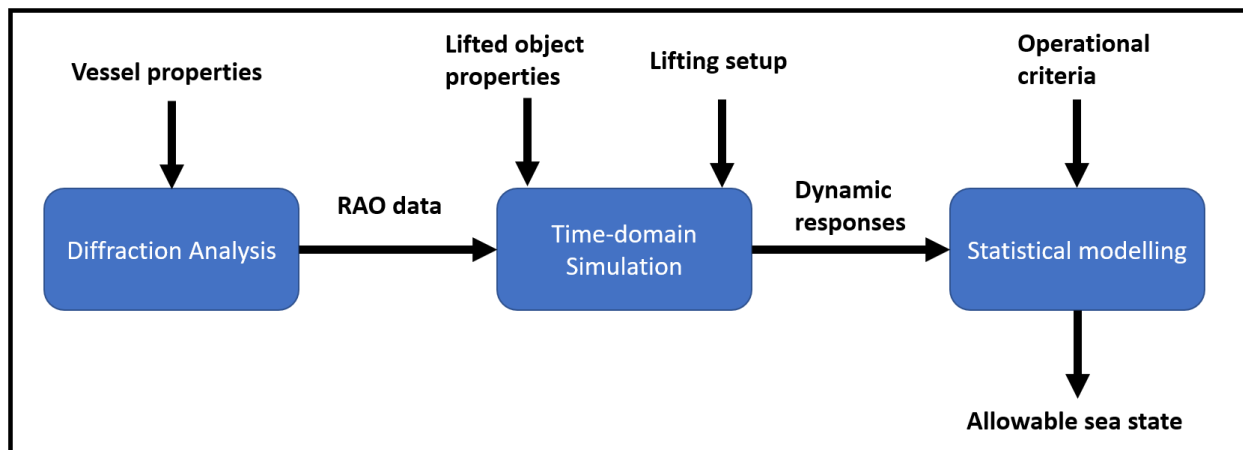 Vessel properties
Lifted object
properties
Lifting setup
Operational
criteria
Diffraction Analysis
RAO data
Time-domain
Simulation
Dynamic
responses
Statistical modelling
Allowable sea state